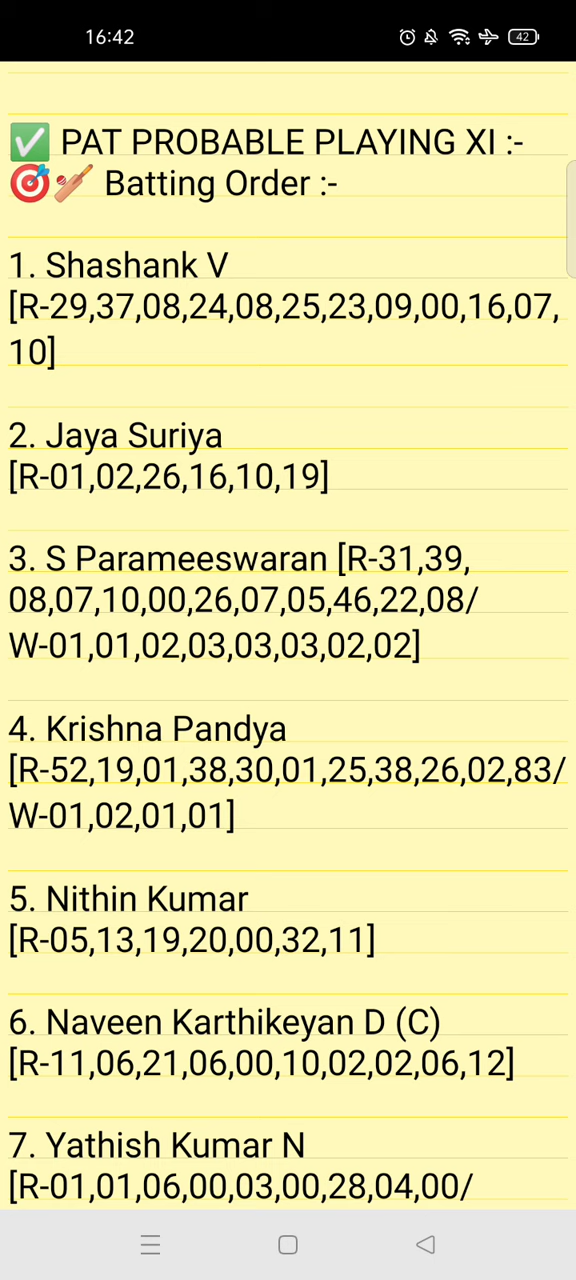 16:42
42
✅ PAT PROBABLE PLAYING XI :-
🎯🏏 Batting Order :-
1. Shashank V
[R-29,37,08,24,08,25,23,09,00,16,07,
10]
2. Jaya Suriya
[R-01,02,26,16,10,19]
3. S Parameeswaran [R-31,39,
08,07,10,00,26,07,05,46,22,08/
W-01,01,02,03,03,03,02,02]
4. Krishna Pandya
[R-52,19,01,38,30,01,25,38,26,02,83/
W-01,02,01,01]
5. Nithin Kumar
[R-05,13,19,20,00,32,11]
6. Naveen Karthikeyan D (C)
[R-11,06,21,06,00,10,02,02,06,12]
7. Yathish Kumar N
[R-01,01,06,00,03,00,28,04,00/